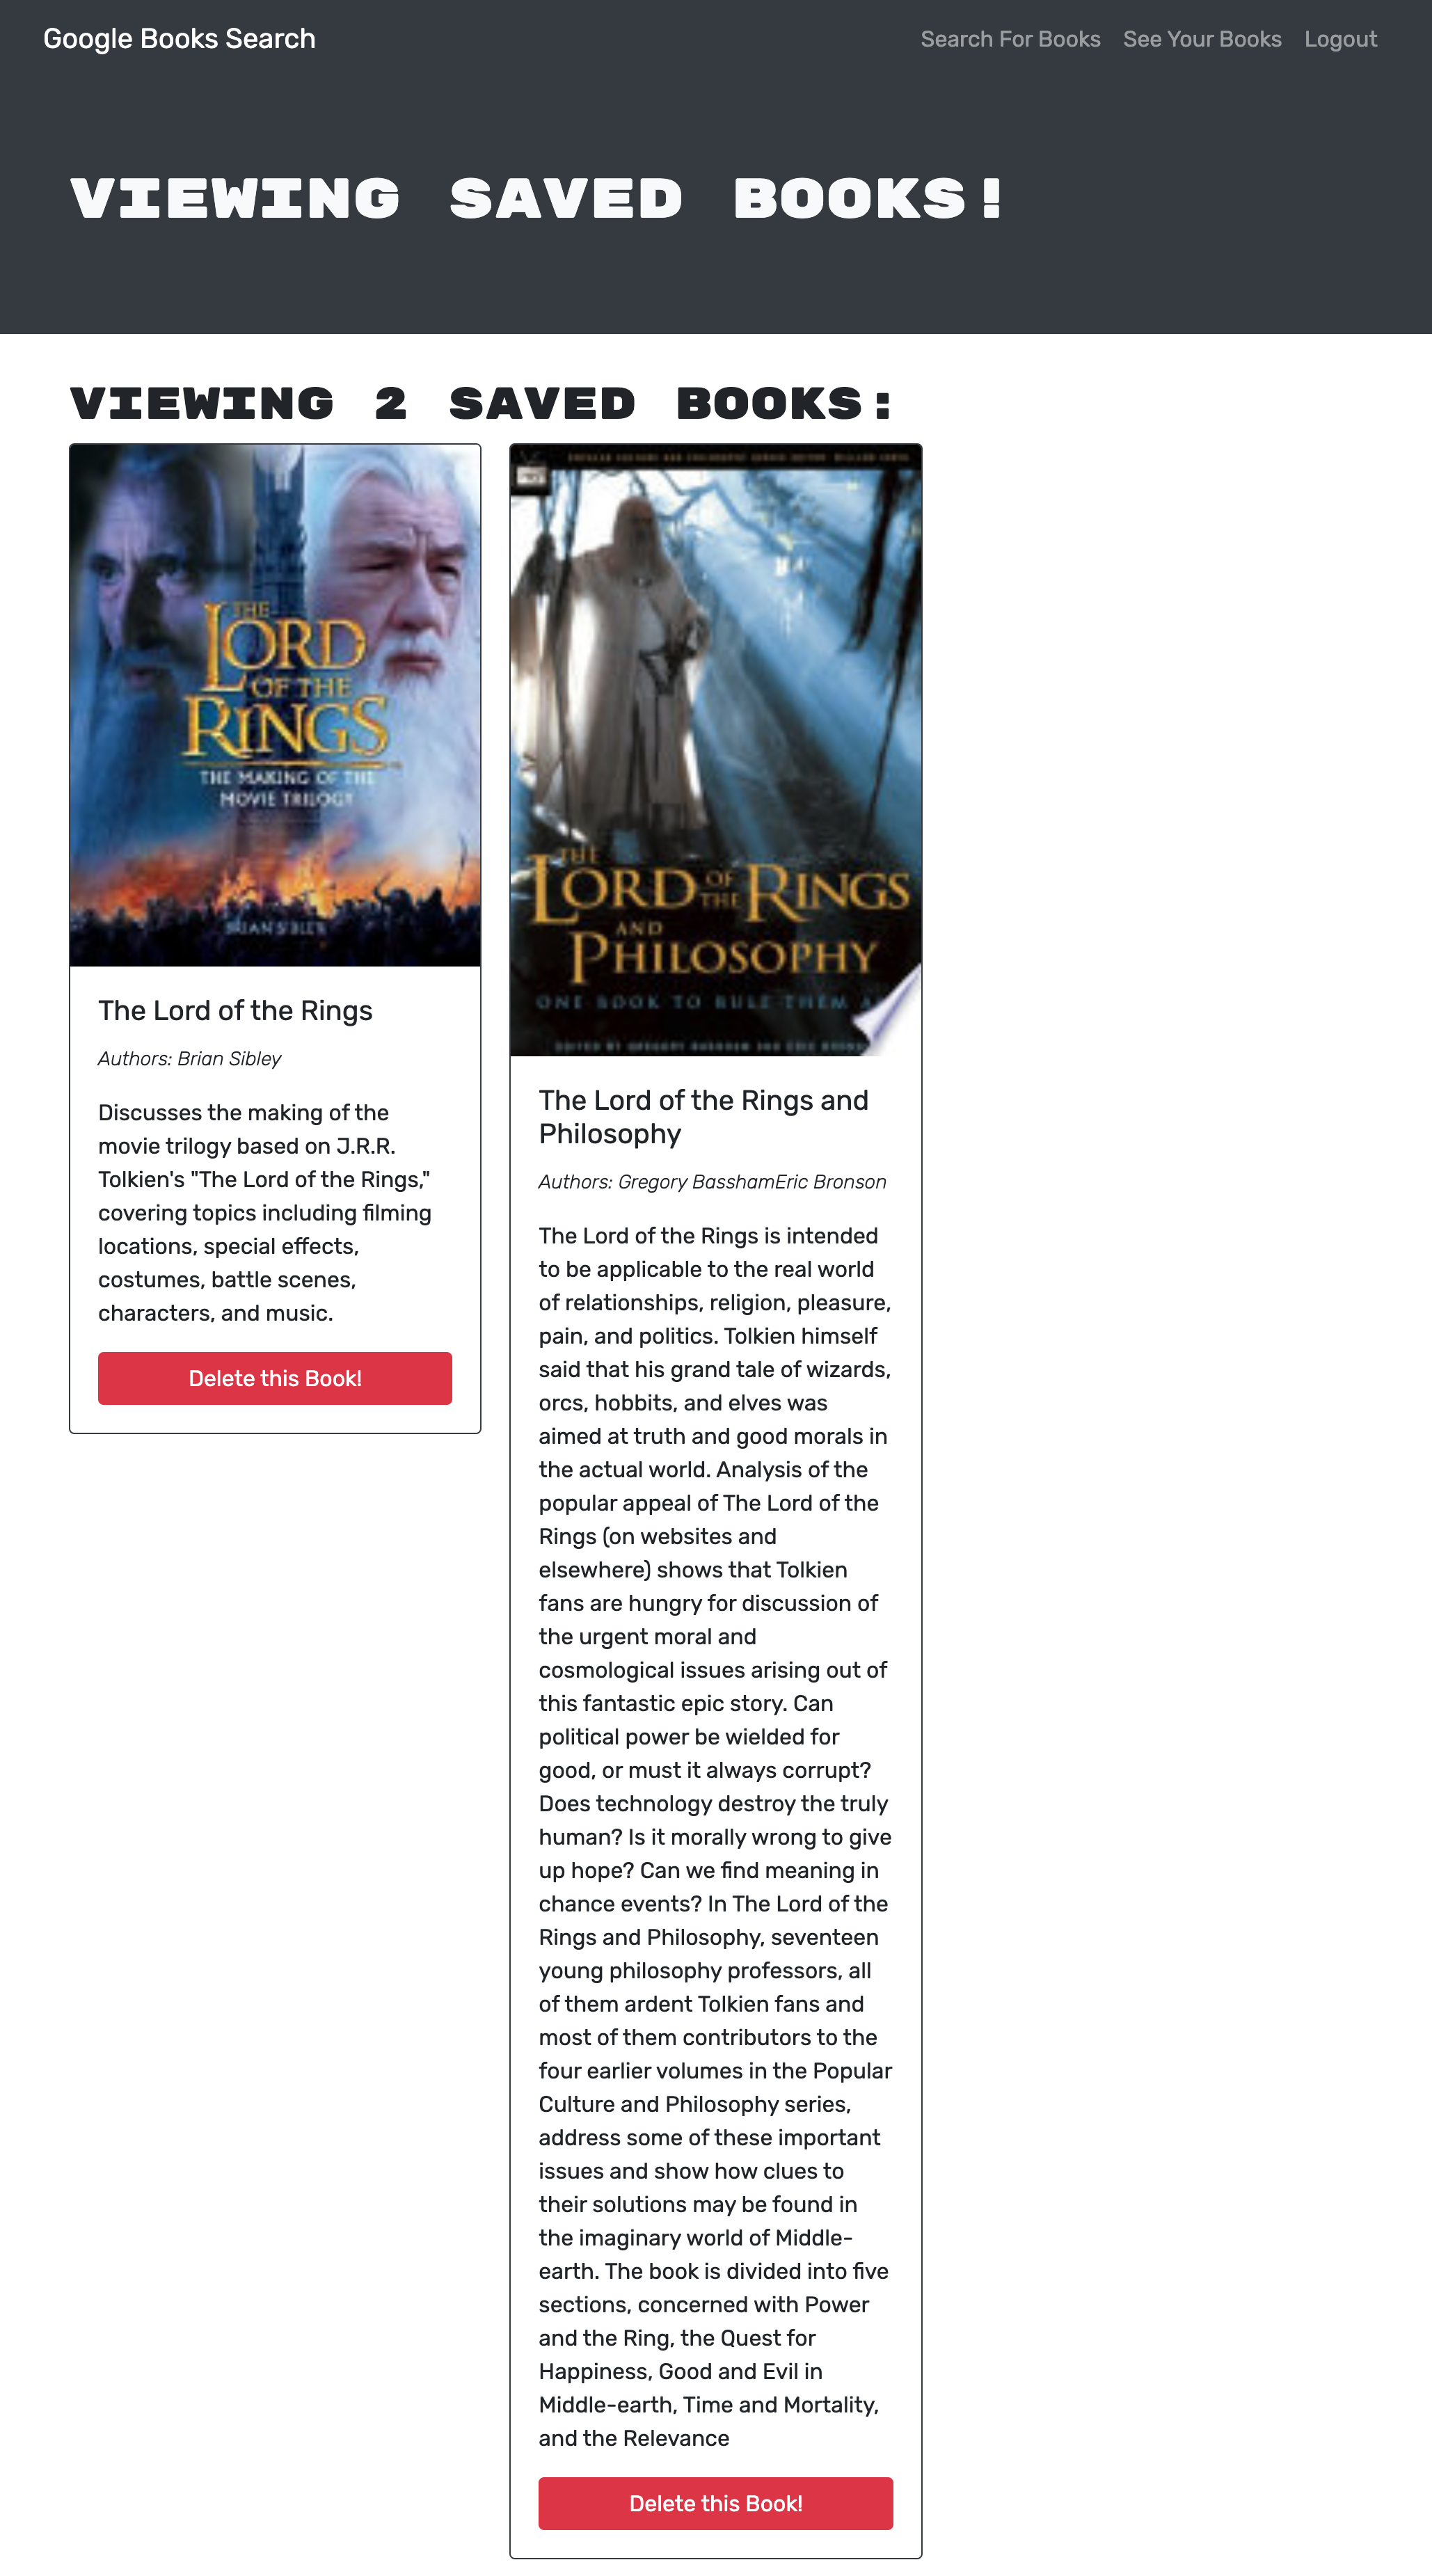 Google Books Search
Search For Books See Your Books Logout
VIEWING SAVED BOOKS!
VIEWING 2 SAVED BOOKS:
THE
LORD
OF THE
RINGS
THE MAKING OF THE
MOVIE TRILOGY
BRIAN SIBLEY
The Lord of the Rings
Authors: Brian Sibley
Discusses the making of the
movie trilogy based on J.R.R.
Tolkien's "The Lord of the Rings,"
covering topics including filming
locations, special effects,
costumes, battle scenes,
characters, and music.
Delete this Book!
THE
LORD OF THE RINGS
AND
PHILOSOPHY
ONE BOOK TO RULE THEM
The Lord of the Rings and
Philosophy
Authors: Gregory BasshamEric Bronson
The Lord of the Rings is intended
to be applicable to the real world
of relationships, religion, pleasure,
pain, and politics. Tolkien himself
said that his grand tale of wizards,
orcs, hobbits, and elves was
aimed at truth and good morals in
the actual world. Analysis of the
popular appeal of The Lord of the
Rings (on websites and
elsewhere) shows that Tolkien
fans are hungry for discussion of
the urgent moral and
cosmological issues arising out of
this fantastic epic story. Can
political power be wielded for
good, or must it always corrupt?
Does technology destroy the truly
human? Is it morally wrong to give
up hope? Can we find meaning in
chance events? In The Lord of the
Rings and Philosophy, seventeen
young philosophy professors, all
of them ardent Tolkien fans and
most of them contributors to the
four earlier volumes in the Popular
Culture and Philosophy series,
address some of these important
issues and show how clues to
their solutions may be found in
the imaginary world of Middle-
earth. The book is divided into five
sections, concerned with Power
and the Ring, the Quest for
Happiness, Good and Evil in
Middle-earth, Time and Mortality,
and the Relevance
Delete this Book!